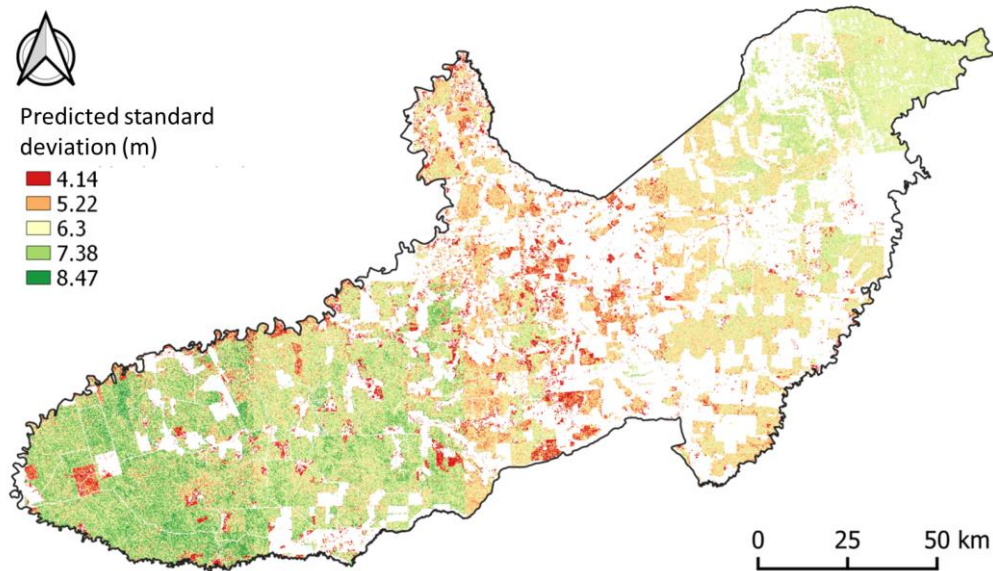 Predicted standard
deviation (m)
4.14
5.22
6.3
7.38
8.47
0 25 50 km